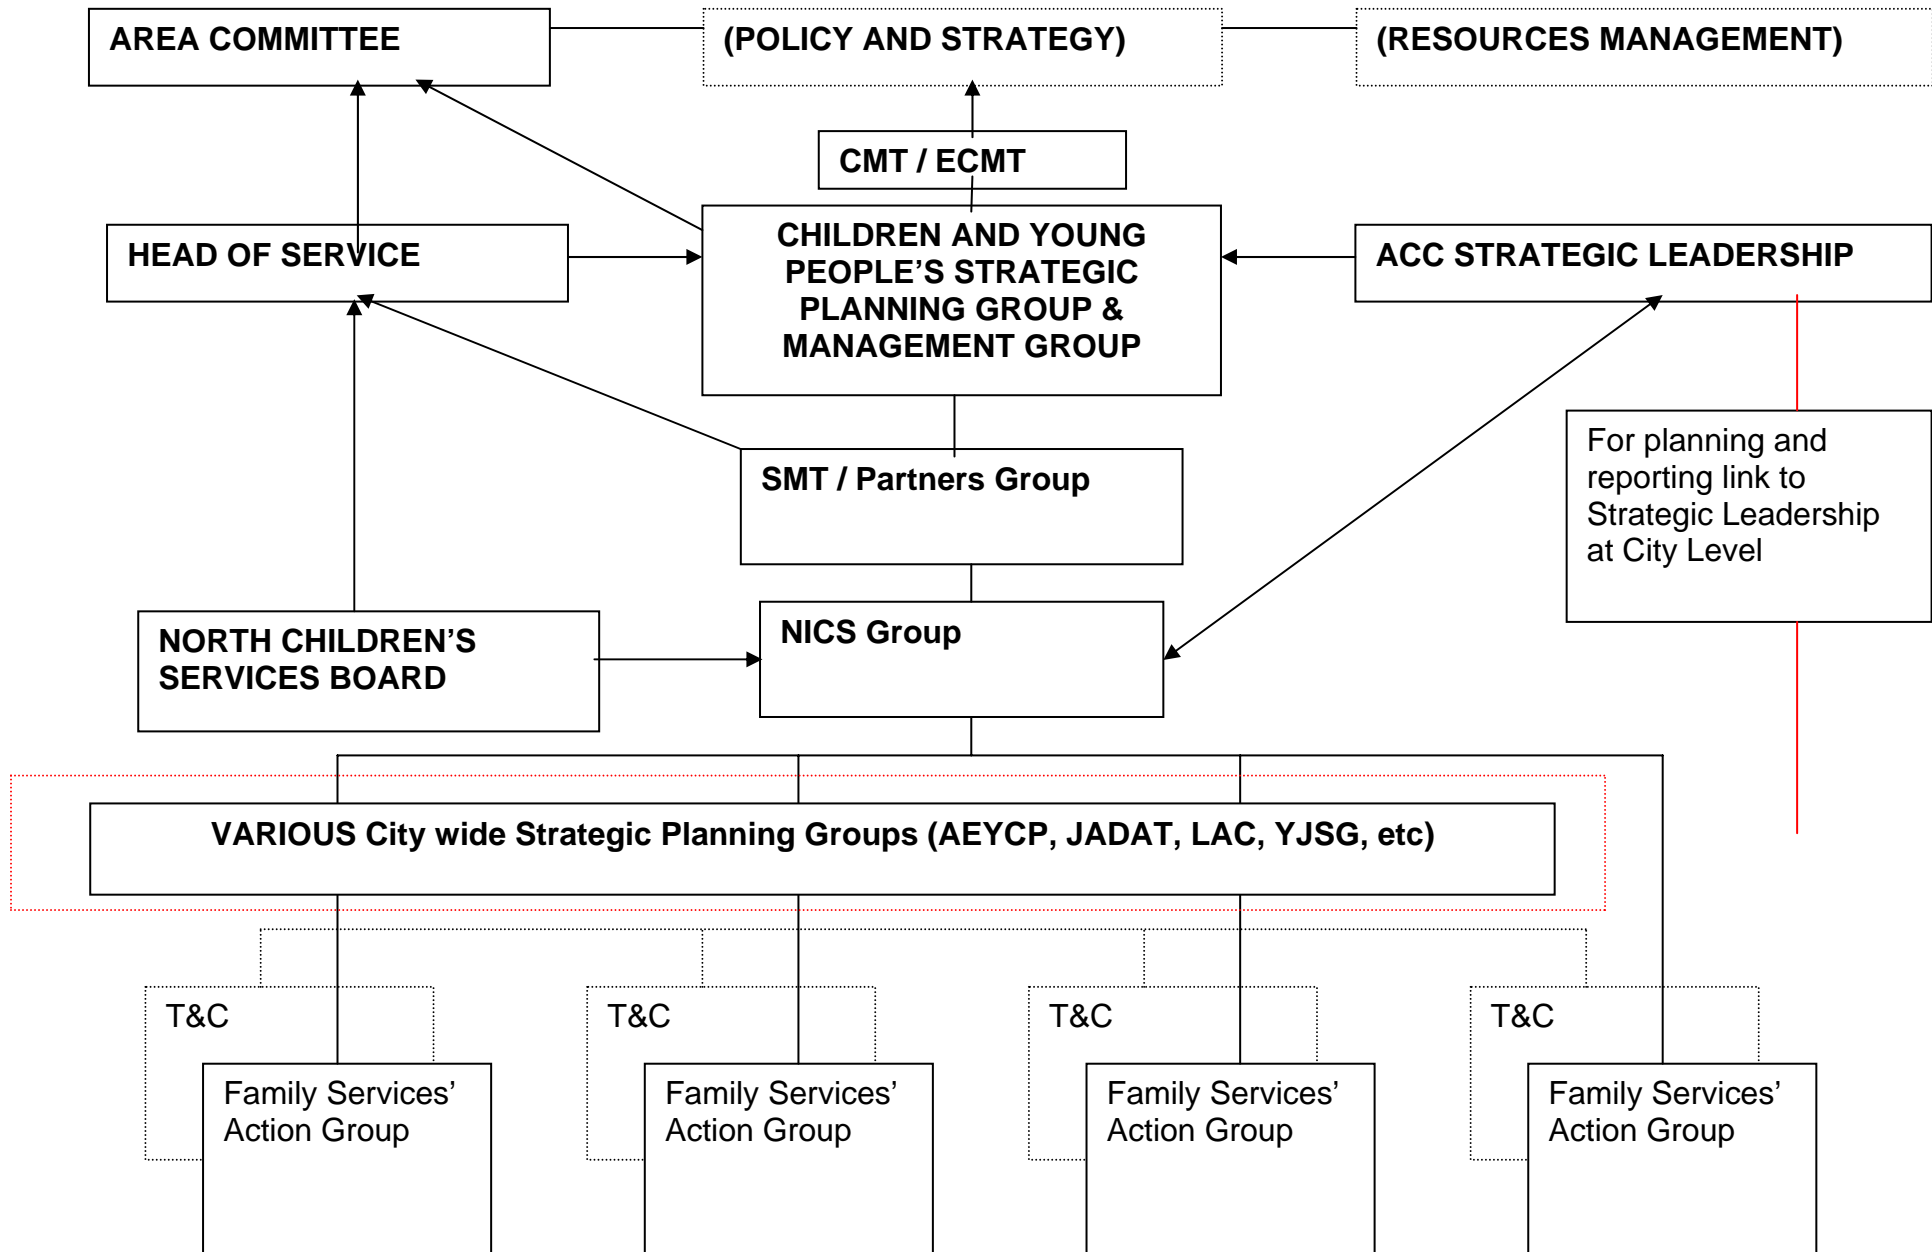 AREA COMMITTEE
(POLICY AND STRATEGY)
(RESOURCES MANAGEMENT)
CMT / ECMT
HEAD OF SERVICE
CHILDREN AND YOUNG
PEOPLE’S STRATEGIC
PLANNING GROUP &
MANAGEMENT GROUP
ACC STRATEGIC LEADERSHIP
For planning and
reporting link to
Strategic Leadership
at City Level
SMT / Partners Group
NORTH CHILDREN’S
SERVICES BOARD
NICS Group
VARIOUS City wide Strategic Planning Groups (AEYCP, JADAT, LAC, YJSG, etc)
T&C
Family Services’
Action Group
T&C
Family Services’
Action Group
T&C
Family Services’
Action Group
T&C
Family Services’
Action Group